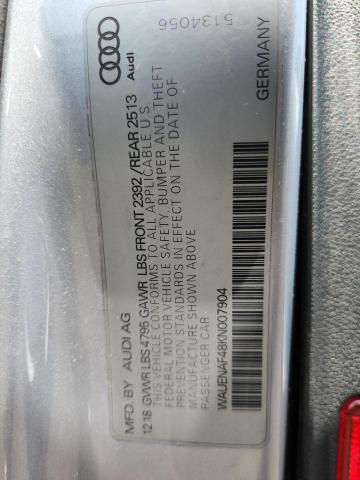 MFD. BY AUDI AG
12 18 GVWR LBS 4795 GAWR LBS FRONT 2392 /REAR 2513
THIS VEHICLE CONFORMS TO ALL APPLICABLE U.S.
FEDERAL MOTOR VEHICLE SAFETY, BUMPER AND THEFT
PREVENTION STANDARDS IN EFFECT ON THE DATE OF
MANUFACTURE SHOWN ABOVE
PASSENGER CAR
WAUENAF48KN007904
Audi
5134056
GERMANY